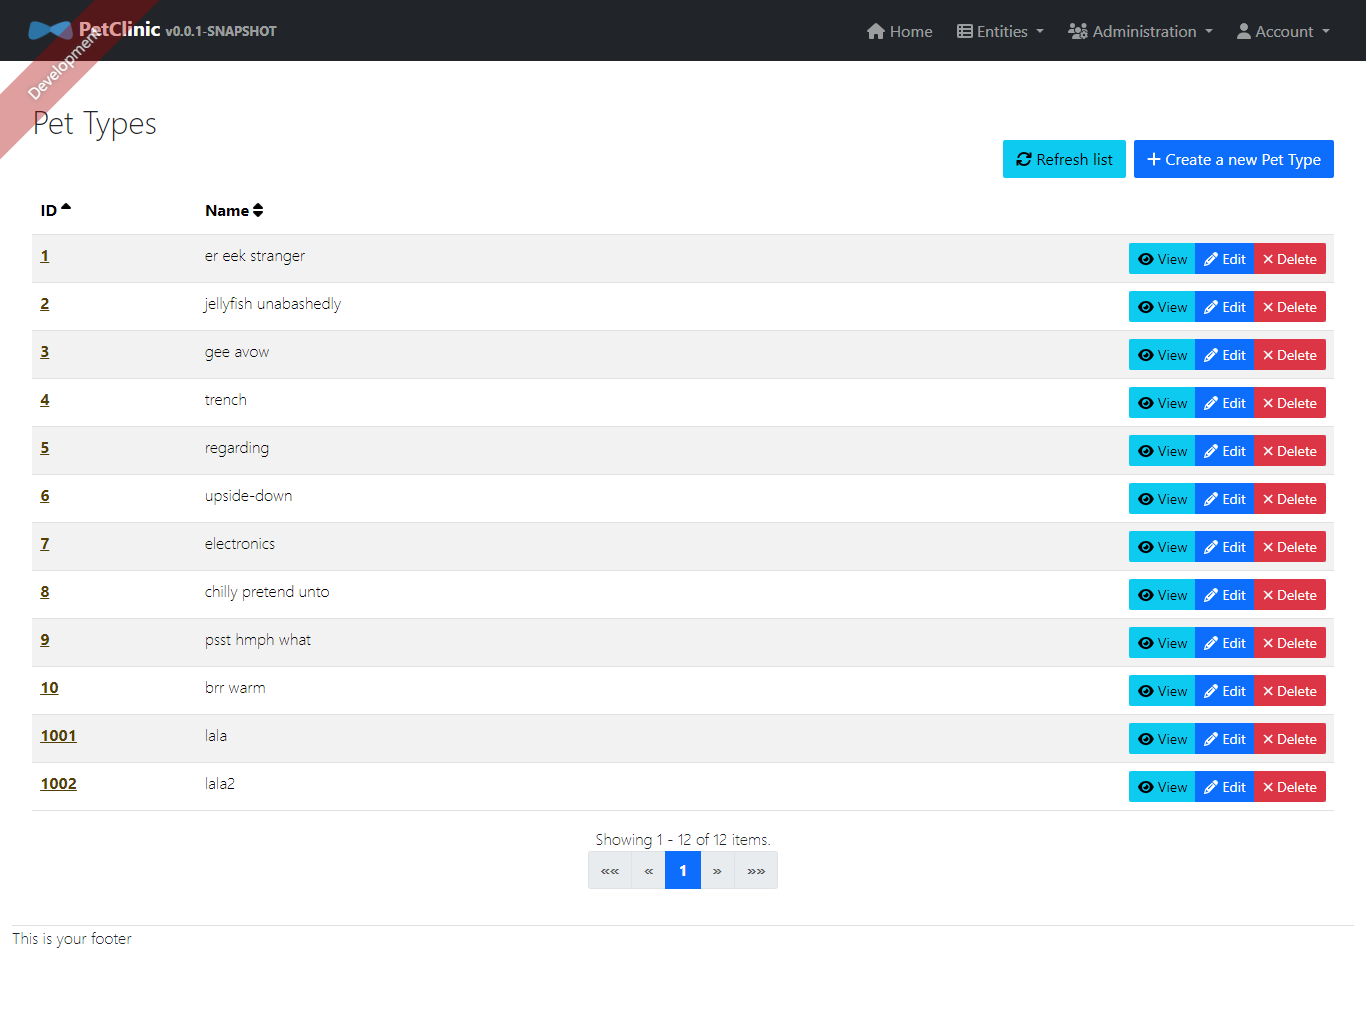 PetClinic v0.0.1-SNAPSHOT
Home
Entities
Administration
Account
Development
Pet Types
Refresh list
Create a new Pet Type
ID Name
1 er eek stranger View Edit Delete
2 jellyfish unabashedly View Edit Delete
3 gee avow View Edit Delete
4 trench View Edit Delete
5 regarding View Edit Delete
6 upside-down View Edit Delete
7 electronics View Edit Delete
8 chilly pretend unto View Edit Delete
9 psst hmph what View Edit Delete
10 brr warm View Edit Delete
1001 lala View Edit Delete
1002 lala2 View Edit Delete
Showing 1 - 12 of 12 items.
«« « 1 » »»
This is your footer